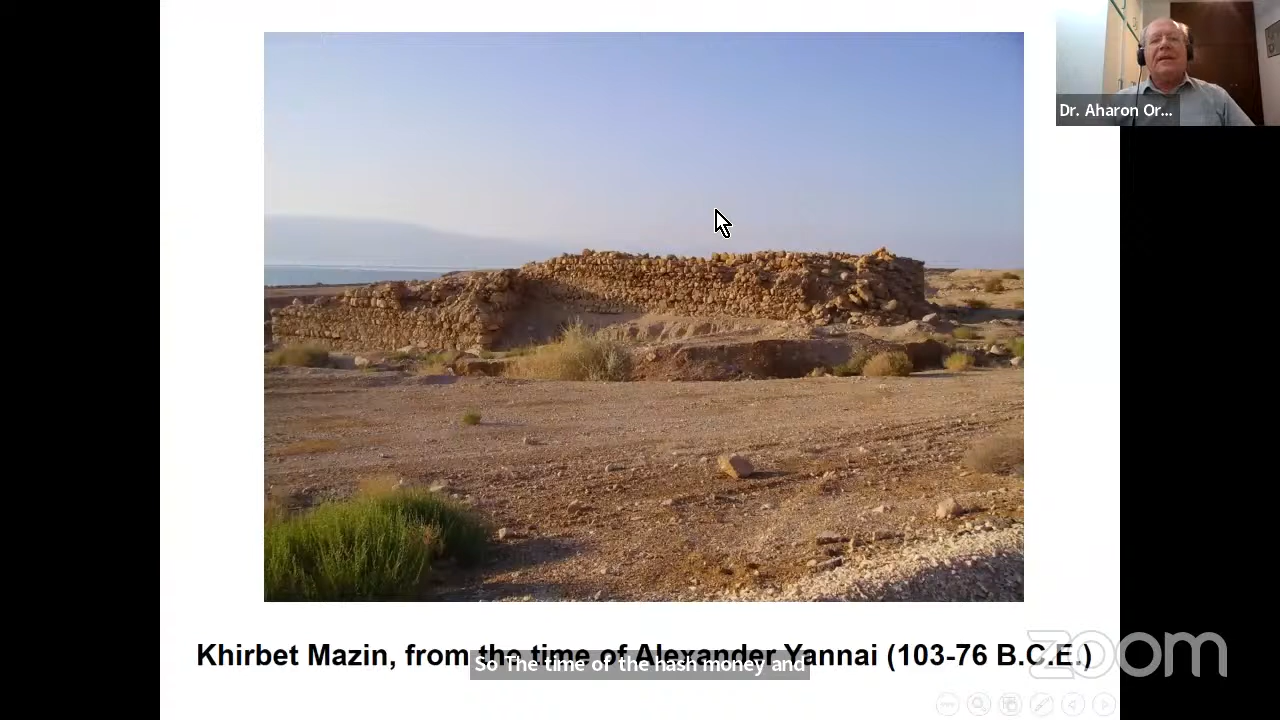 Dr. Aharon Or...
Khirbet Mazin, from the time of Alexander Yannai (103-76 B.C.E.)
So The time of the hash money and
zoom